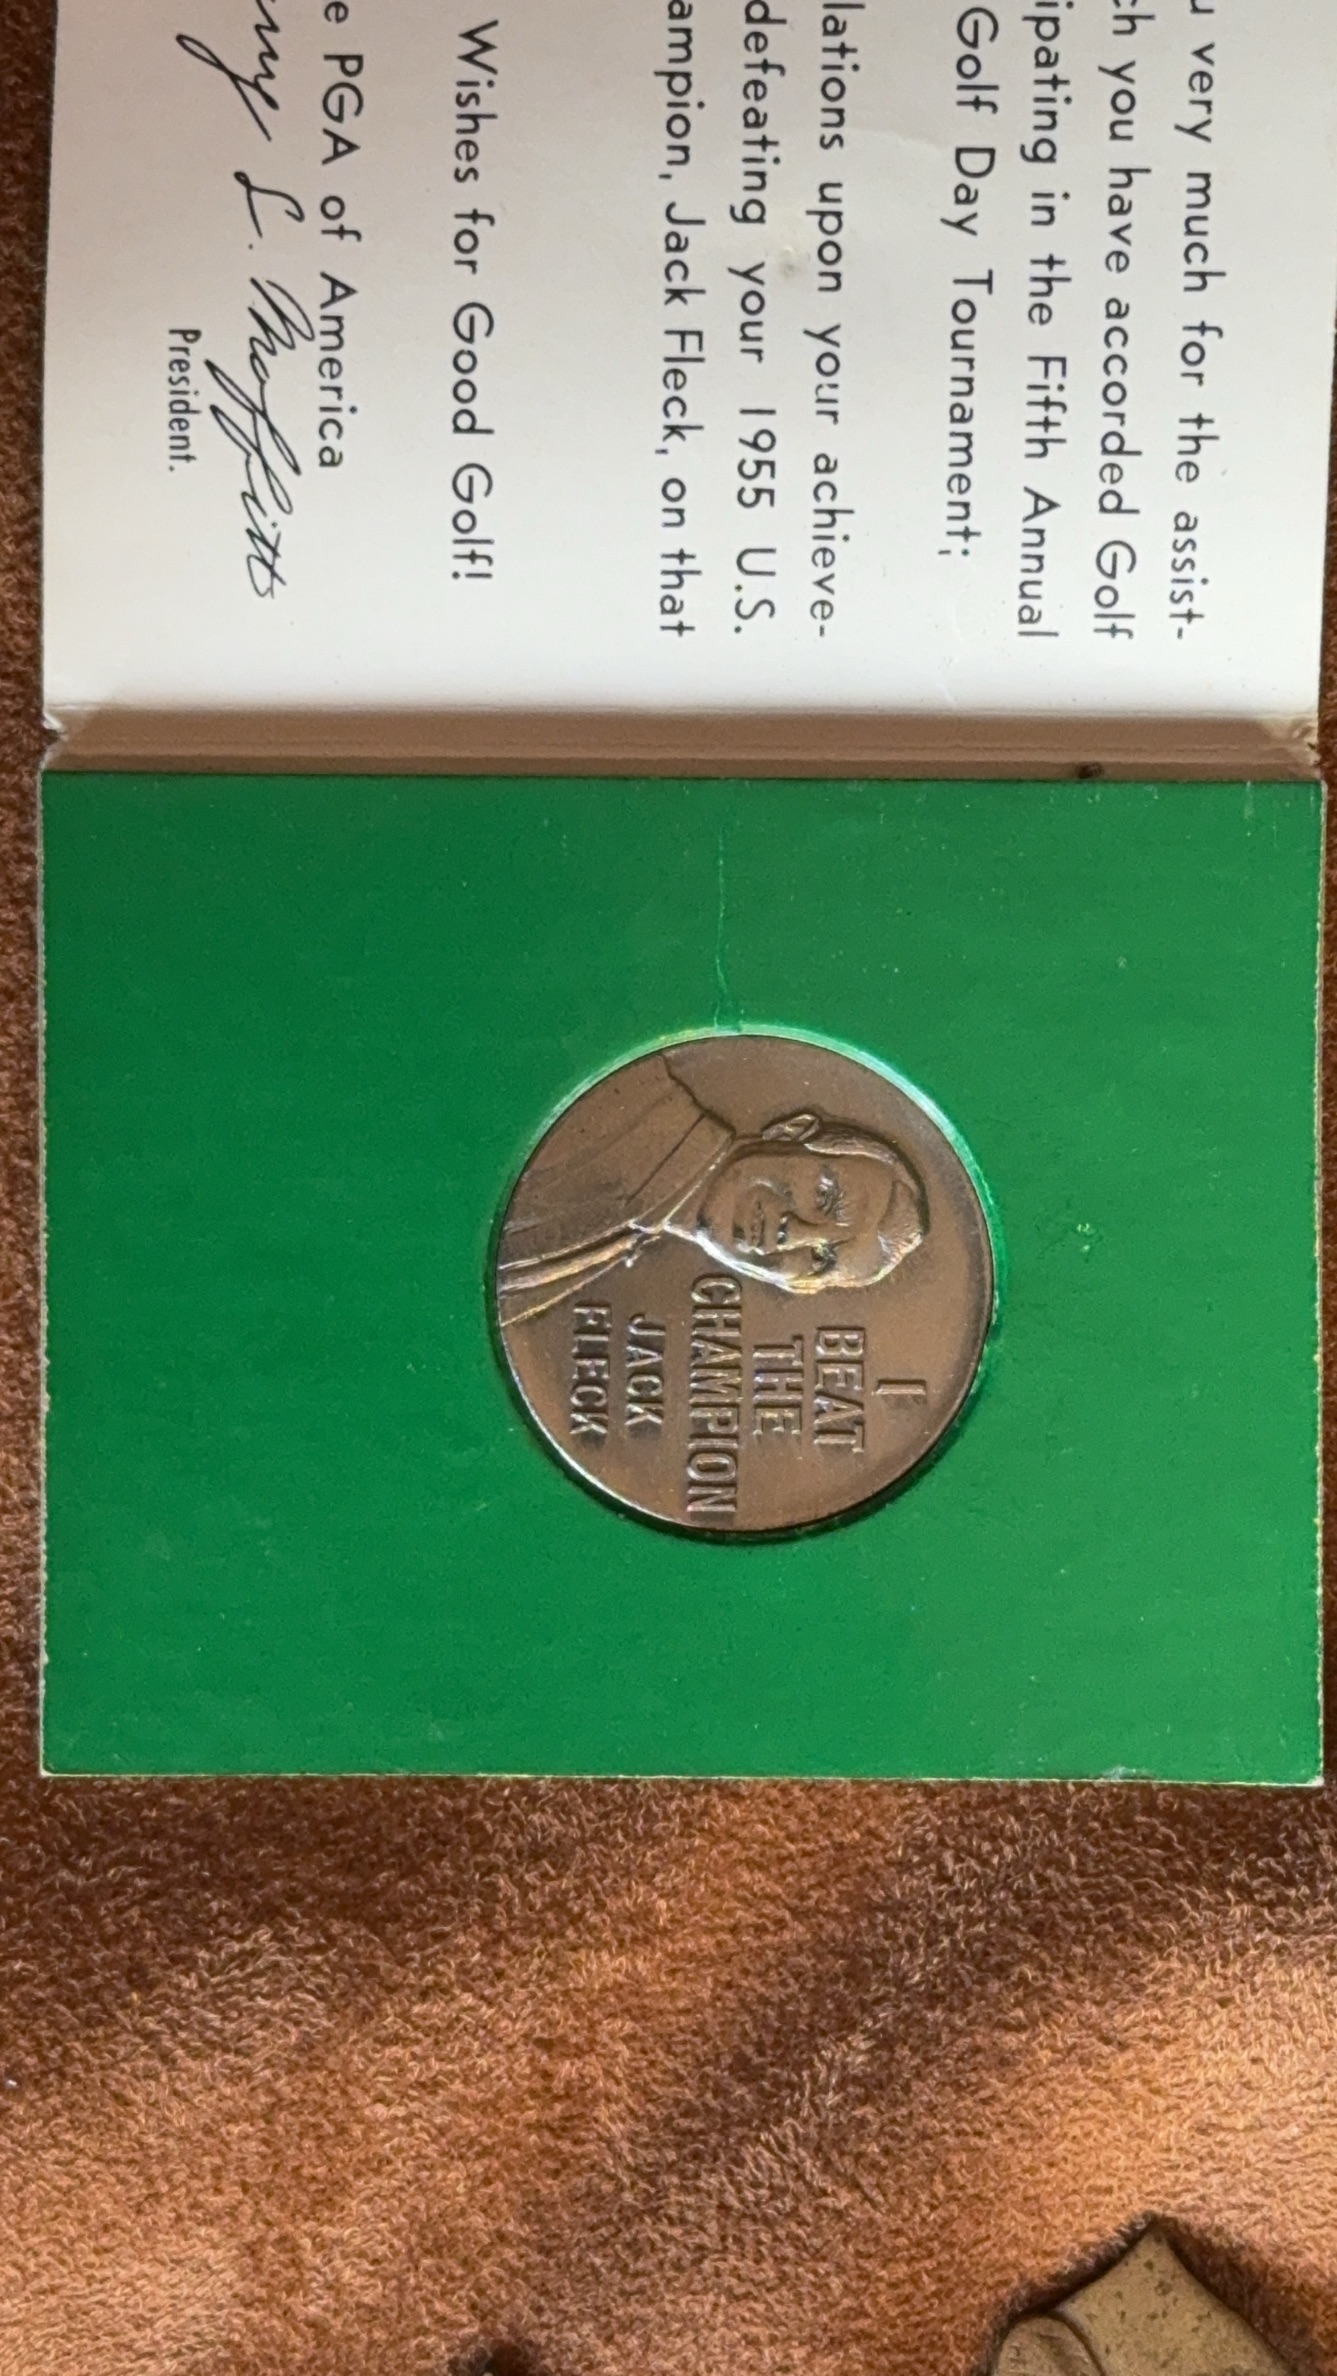 u very much for the assist-
ch you have accorded Golf
ipating in the Fifth Annual
Golf Day Tournament;
lations upon your achieve-
defeating your 1955 U.S.
ampion, Jack Fleck, on that
Wishes for Good Golf!
e PGA of America
ry L. Moffitt
President.
I
BEAT
THE
CHAMPION
JACK
FLECK